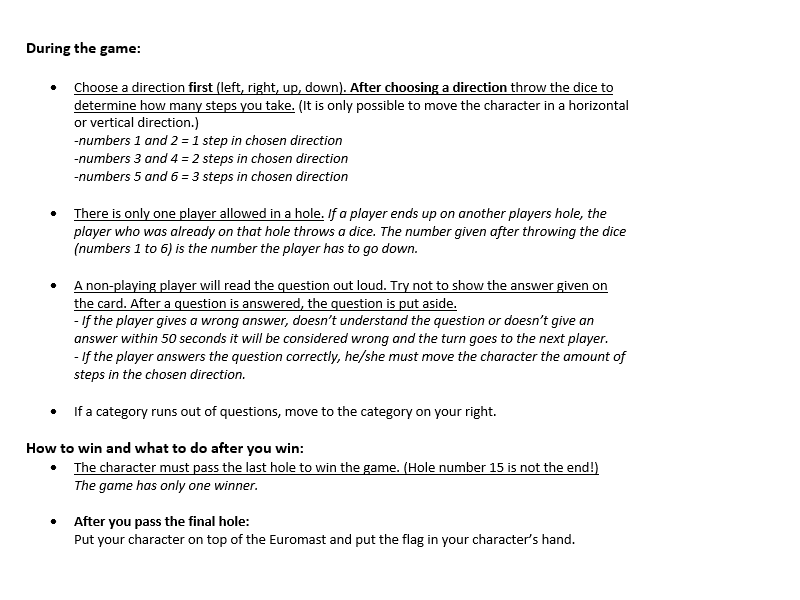 During the game:
• Choose a direction first (left, right, up, down). After choosing a direction throw the dice to
determine how many steps you take. (It is only possible to move the character in a horizontal
or vertical direction.)
-numbers 1 and 2 = 1 step in chosen direction
-numbers 3 and 4 = 2 steps in chosen direction
-numbers 5 and 6 = 3 steps in chosen direction
• There is only one player allowed in a hole. If a player ends up on another players hole, the
player who was already on that hole throws a dice. The number given after throwing the dice
(numbers 1 to 6) is the number the player has to go down.
• A non-playing player will read the question out loud. Try not to show the answer given on
the card. After a question is answered, the question is put aside.
- If the player gives a wrong answer, doesn’t understand the question or doesn’t give an
answer within 50 seconds it will be considered wrong and the turn goes to the next player.
- If the player answers the question correctly, he/she must move the character the amount of
steps in the chosen direction.
• If a category runs out of questions, move to the category on your right.
How to win and what to do after you win:
• The character must pass the last hole to win the game. (Hole number 15 is not the end!)
The game has only one winner.
• After you pass the final hole:
Put your character on top of the Euromast and put the flag in your character’s hand.